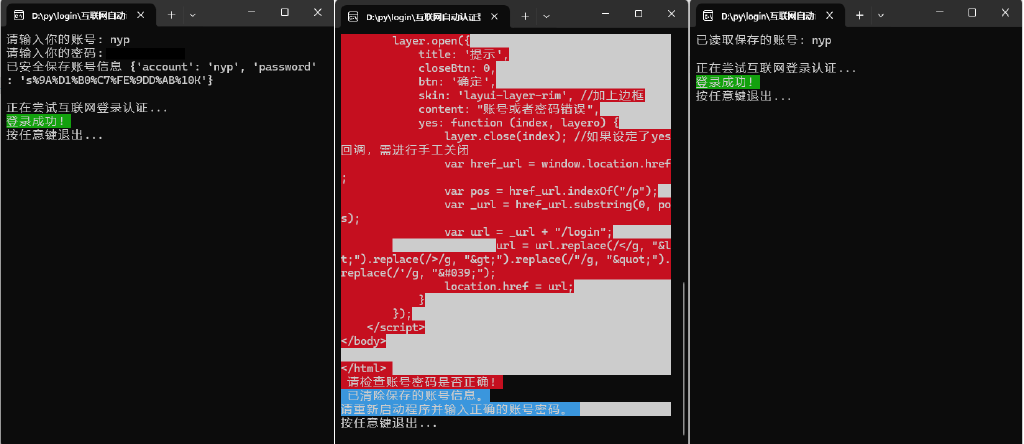 D:\py\login\互联网自动
请输入你的账号: nyp
请输入你的密码:
已安全保存账号信息 {'account': 'nyp', 'password'
: 's%9A%D1%B0%C7%FE%9DD%AB%10K'}
正在尝试互联网登录认证...
登录成功!
按任意键退出...
D:\py\login\互联网自动认证
layer.open({
title: '提示',
closeBtn: 0,
btn: '确定',
skin: 'layui-layer-rim', //加上边框
content: "账号或者密码错误",
yes: function (index, layero) {
layer.close(index); //如果设定了yes
回调，需进行手工关闭
var href_url = window.location.href
;
var pos = href_url.indexOf("/p");
var _url = href_url.substring(0, po
s);
var url = _url + "/login";
url = url.replace(/</g, "&l
t;").replace(/>/g, "&gt;").replace(/"/g, "&quot;").
replace(/'/g, "&#039;");
location.href = url;
}
});
</script>
</body>
</html>
请检查账号密码是否正确!
已清除保存的账号信息。
请重新启动程序并输入正确的账号密码。
按任意键退出...
D:\py\login\互联网自动
已读取保存的账号: nyp
正在尝试互联网登录认证...
登录成功!
按任意键退出...